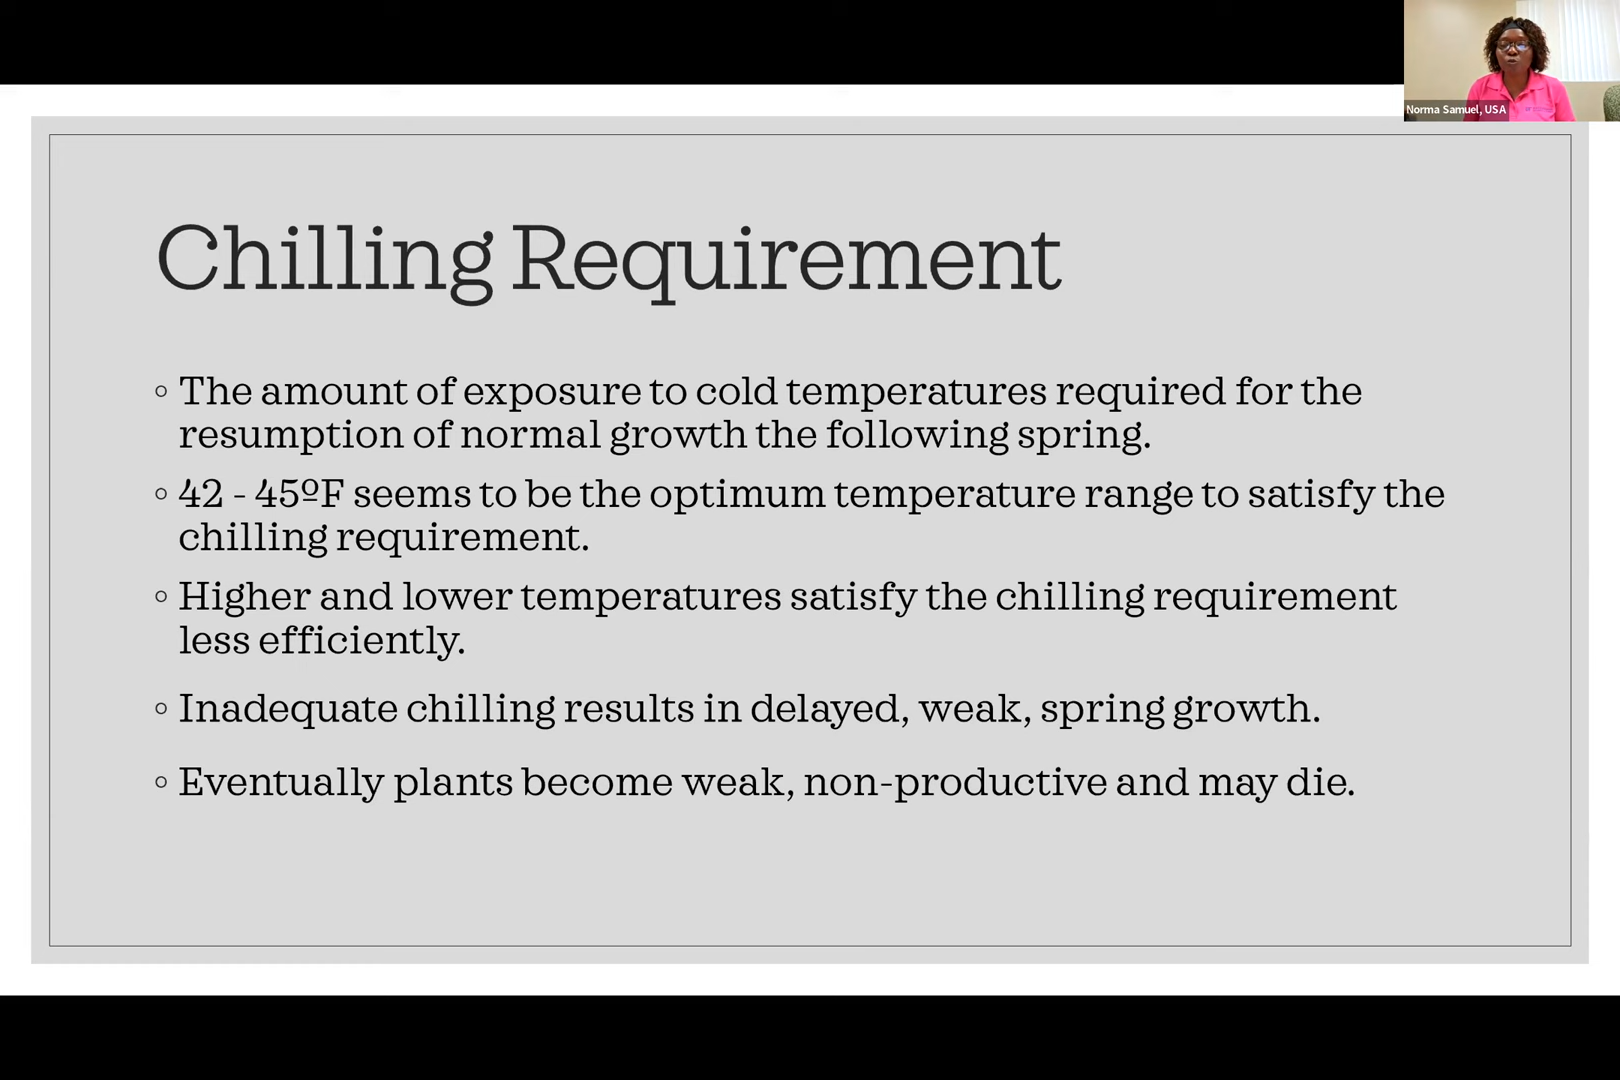 Norma Samuel, USA
Chilling Requirement
◦ The amount of exposure to cold temperatures required for the
resumption of normal growth the following spring.
◦ 42 - 45ºF seems to be the optimum temperature range to satisfy the
chilling requirement.
◦ Higher and lower temperatures satisfy the chilling requirement
less efficiently.
◦ Inadequate chilling results in delayed, weak, spring growth.
◦ Eventually plants become weak, non-productive and may die.